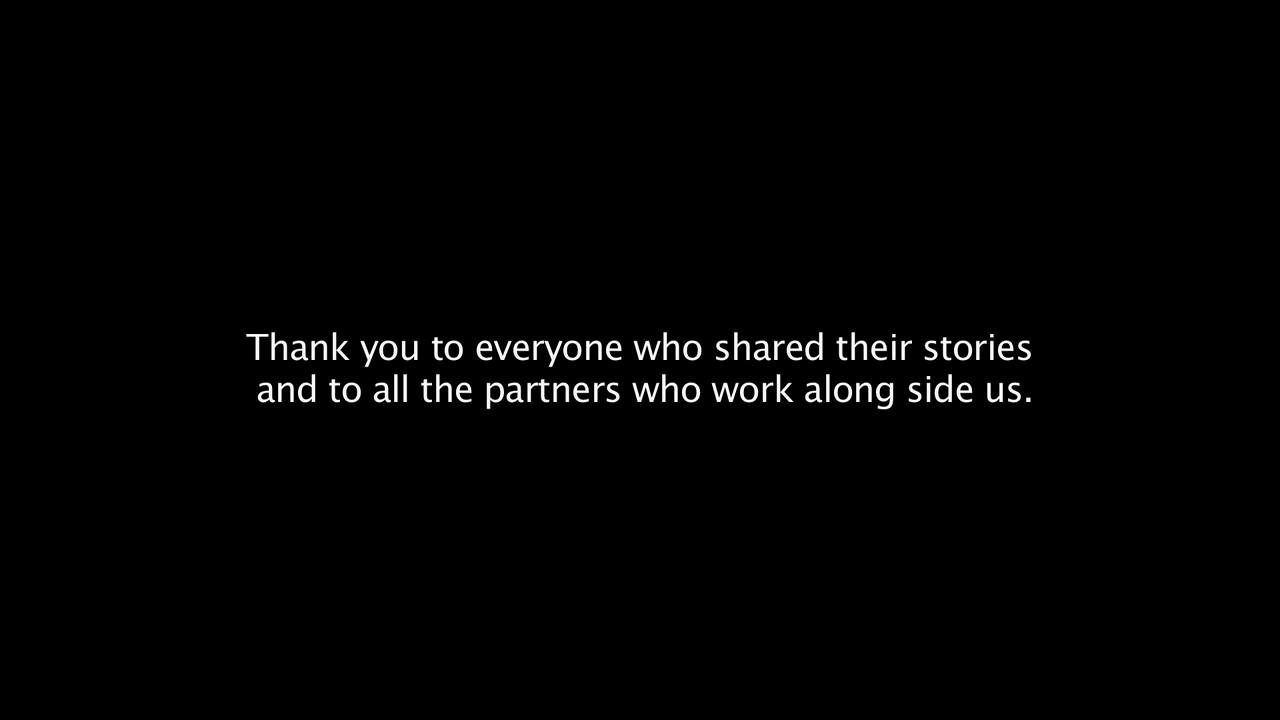 Thank you to everyone who shared their stories
and to all the partners who work along side us.